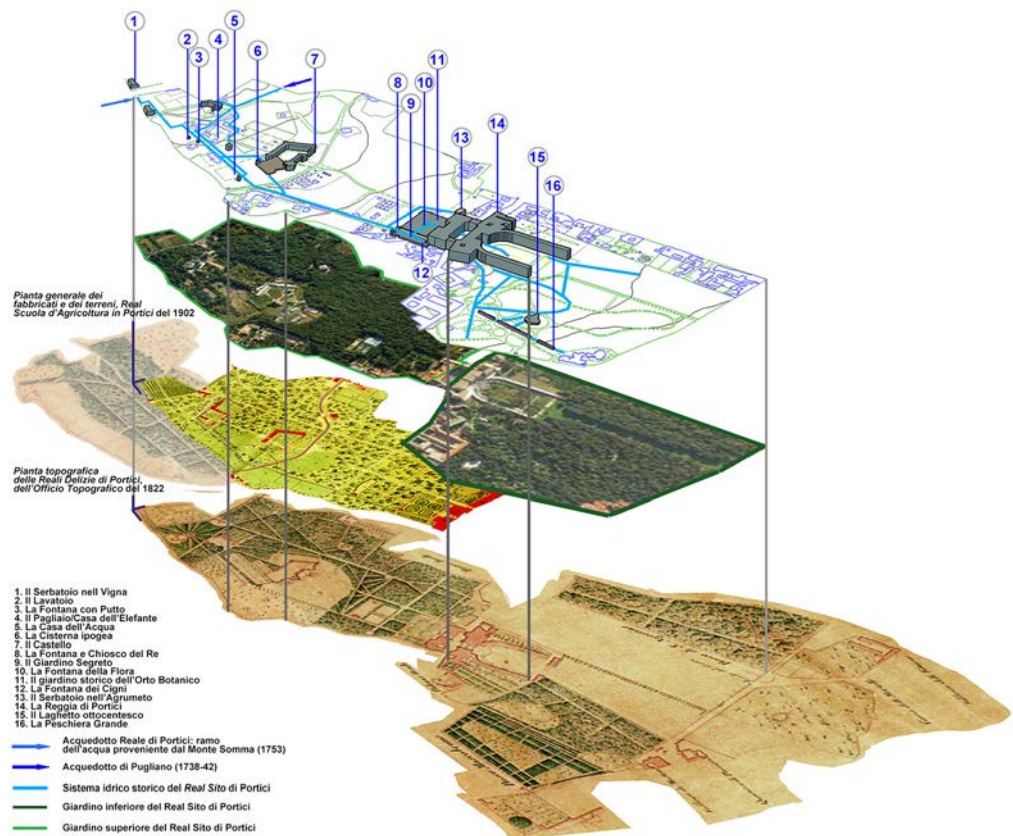 1
2
3
4
5
6
7
8
9
10
11
12
13
14
15
16
Pianta generale dei
fabbricati e dei terreni, Real
Scuola d'Agricoltura in Portici del 1902
Pianta topografica
delle Reali Delizie di Portici,
dell'Officio Topografico del 1822
1. Il Serbatoio nell Vigna
2. Il Lavatoio
3. La Fontana con Putto
4. Il Pagliaio/Casa dell'Elefante
5. La Casa dell'Acqua
6. La Cisterna ipogea
7. Il Castello
8. La Fontana e Chiosco del Re
9. Il Giardino Segreto
10. La Fontana della Flora
11. Il giardino storico dell'Orto Botanico
12. La Fontana dei Cigni
13. Il Serbatoio nell'Agrumeto
14. La Reggia di Portici
15. Il Laghetto ottocentesco
16. La Peschiera Grande
Acquedotto Reale di Portici: ramo
dell'acqua proveniente dal Monte Somma (1753)
Acquedotto di Pugliano (1738-42)
Sistema idrico storico del Real Sito di Portici
Giardino inferiore del Real Sito di Portici
Giardino superiore del Real Sito di Portici